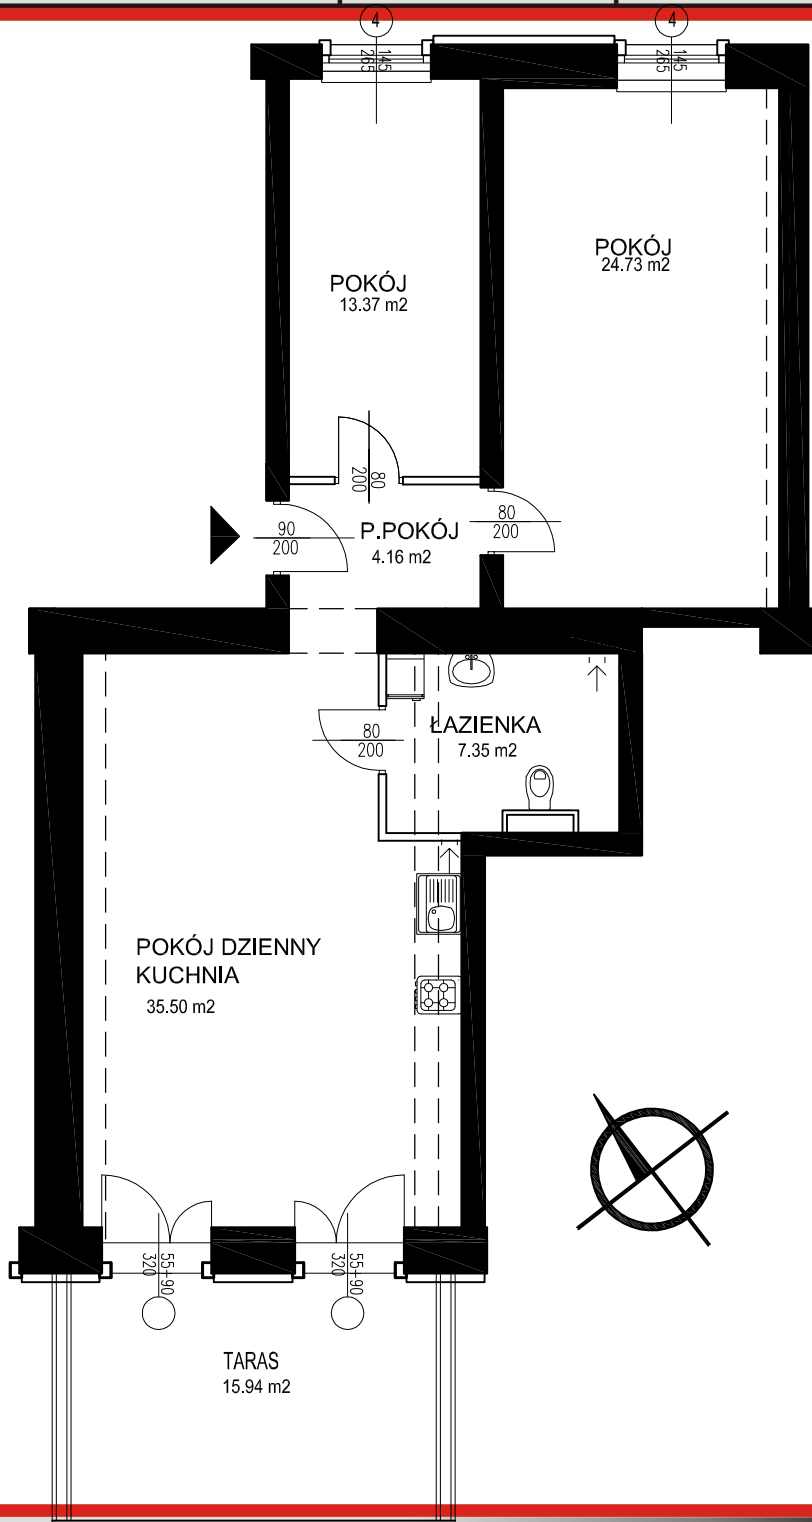 4
4
145
265
145
265
POKÓJ
24.73 m2
POKÓJ
13.37 m2
80
200
90
200
P.POKÓJ
4.16 m2
80
200
80
200
ŁAZIENKA
7.35 m2
POKÓJ DZIENNY
KUCHNIA
35.50 m2
55+90
320
55+90
320
TARAS
15.94 m2